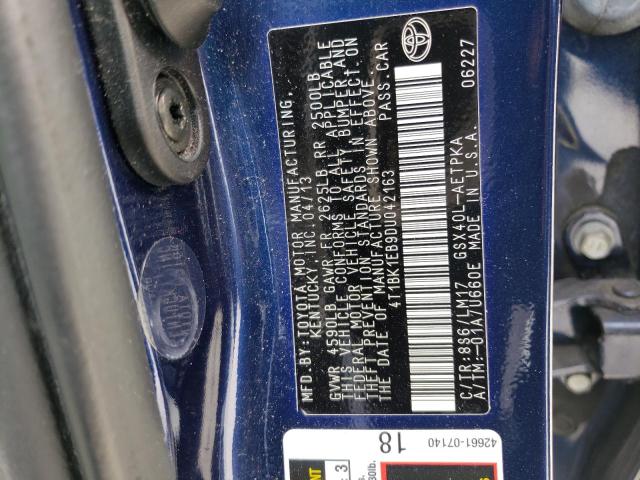 MFD.BY:TOYOTA MOTOR MANUFACTURING,
KENTUCKY, INC. 04/13
GVWR 4590LB GAWR FR 2625LB RR 2500LB
THIS VEHICLE CONFORMS TO ALL APPLICABLE
FEDERAL MOTOR VEHICLE SAFETY, BUMPER, AND
THEFT PREVENTION STANDARDS IN EFFECT ON
THE DATE OF MANUFACTURE SHOWN ABOVE.
4T1BK1EB9DU042163 PASS.CAR
C/TR:8S6/LM17 GSX40L-AETPKA 06227
A/TM:-01A/7U660E MADE IN U.S.A.
42661-07140
18